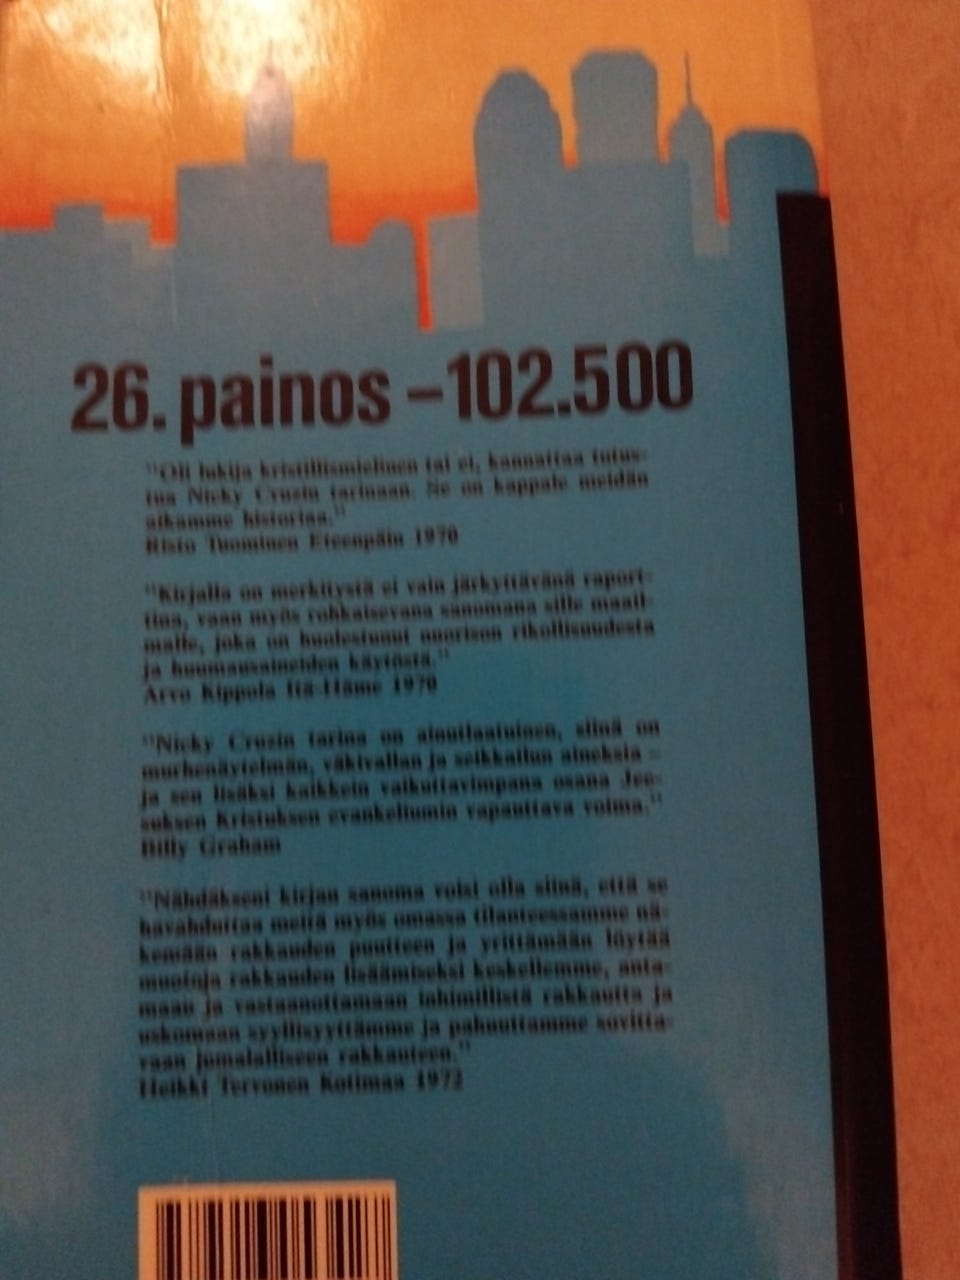 26. painos –102.500
"Oli lukija kristillismielinen tai ei, kannattaa tutus-
tua Nicky Cruzin tarinaan. Se on kappale meidän
aikamme historiaa."
Risto Tuominen Eteenpäin 1970
"Kirjalla on merkitystä ei vain järkyttävänä raport-
tina, vaan myös rohkaisevana sanomana sille maail-
malle, joka on huolestunut nuorison rikollisuudesta
ja huumausaineiden käytöstä."
Arvo Kippola Itä-Häme 1970
"Nicky Cruzin tarina on ainutlaatuinen, siinä on
murhenäytelmän, väkivallan ja seikkailun aineksia –
ja sen lisäksi kaikkein vaikuttavimpana osana Jee-
suksen Kristuksen evankeliumin vapauttava voima."
Billy Graham
"Nähdäkseni kirjan sanoma voisi olla siinä, että se
havahduttaa meitä myös omassa tilanteessamme nä-
kemään rakkauden puutteen ja yrittämään löytää
muotoja rakkauden lisäämiseksi keskellemme, anta-
maan ja vastaanottamaan inhimillistä rakkautta ja
uskomaan syyllisyyttämme ja pahuuttamme sovitta-
vaan jumalalliseen rakkauteen."
Heikki Tervonen Kotimaa 1972